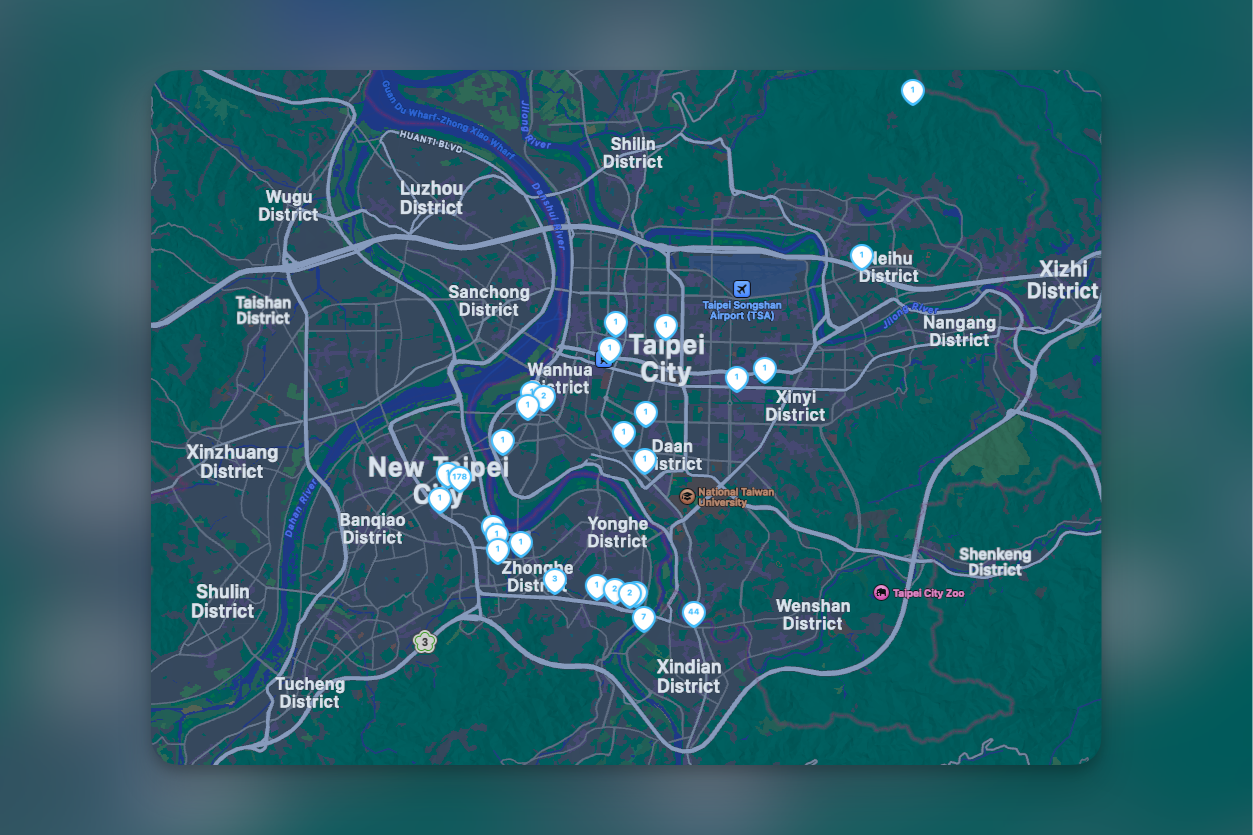 1
Guan Du Wharf-Zhong Xiao Wharf
Jilong River
HUANTI BLVD
Shilin
District
Wugu
District
Luzhou
District
Danshui River
1
Neihu
District
Xizhi
District
Taishan
District
Sanchong
District
Taipei Songshan
Airport (TSA)
Jilong River
Nangang
District
1
1
1
Taipei
City
Wanhua
District
1
1
1
2
1
Xinyi
District
1
1
1
Daan
District
1
Xinzhuang
District
New Taipei
City
178
1
National Taiwan
University
Dahan River
Banqiao
District
Yonghe
District
1
1
1
Zhonghe
District
3
1
2
2
7
44
Shenkeng
District
Taipei City Zoo
Shulin
District
Wenshan
District
3
Xindian
District
Tucheng
District